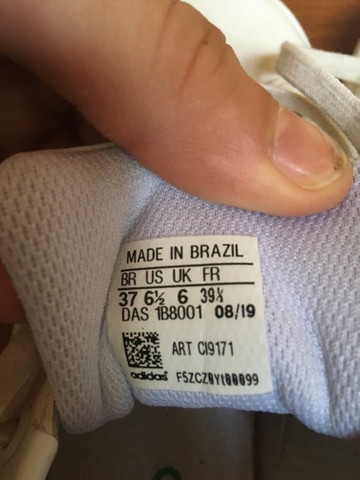 MADE IN BRAZIL
BR US UK FR
37 6½ 6 39⅓
DAS 1B8001 08/19
ART CI9171
adidas